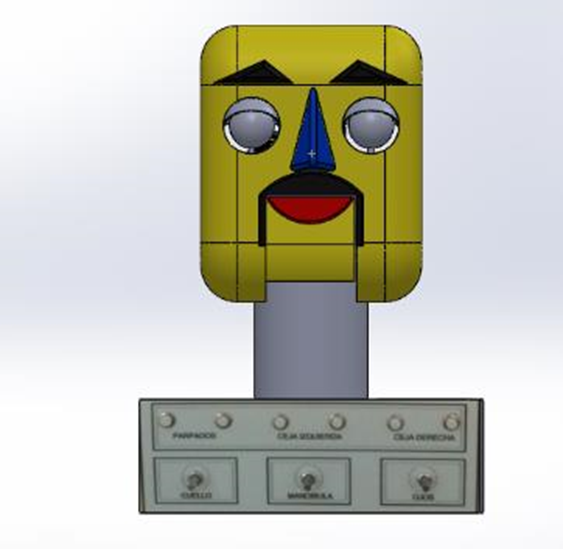 PARPADOS CEJA IZQUIERDA CEJA DERECHA
CUELLO MANDIBULA OJOS